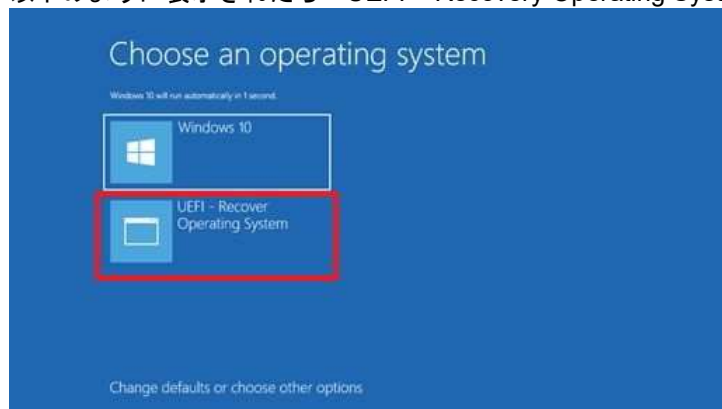 Choose an operating system
Windows 10 will run automatically in 1 second.
Windows 10
UEFI - Recover
Operating System
Change defaults or choose other options